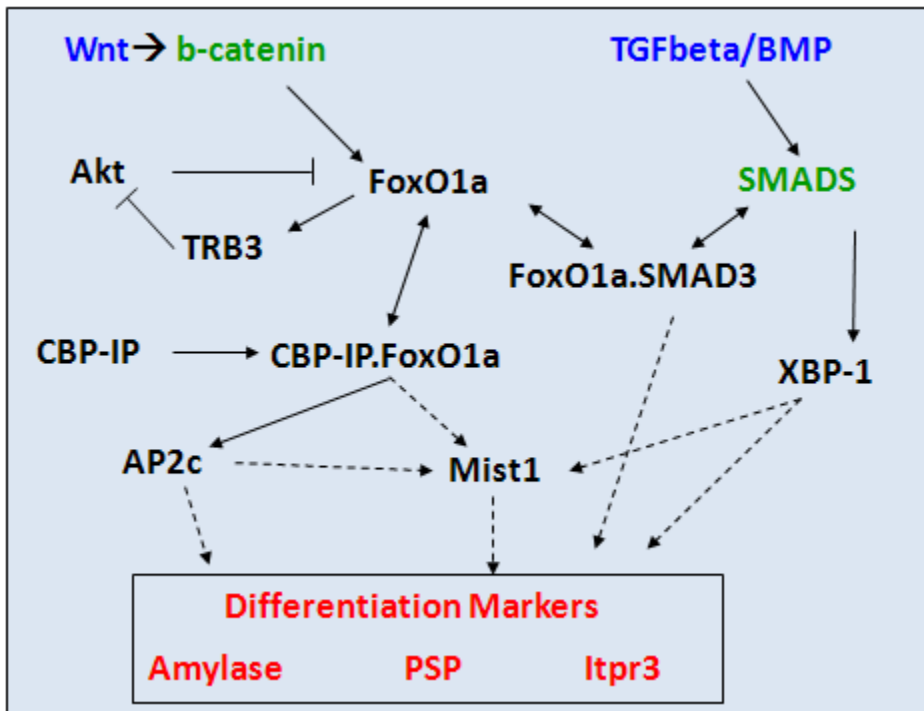 Wnt → b-catenin
TGFbeta/BMP
Akt
FoxO1a
SMADS
TRB3
FoxO1a.SMAD3
CBP-IP
CBP-IP.FoxO1a
XBP-1
AP2c
Mist1
Differentiation Markers
Amylase PSP Itpr3